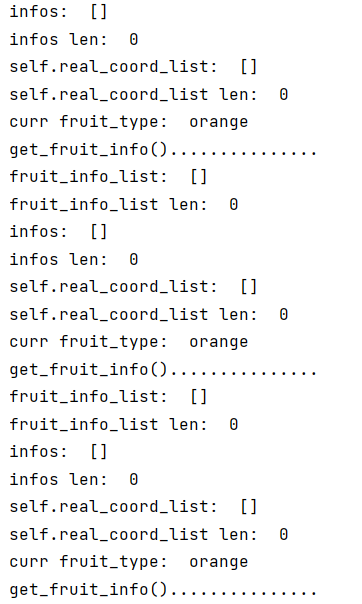 infos:  []
infos len:  0
self.real_coord_list:  []
self.real_coord_list len:  0
curr fruit_type:  orange
get_fruit_info()...............
fruit_info_list:  []
fruit_info_list len:  0
infos:  []
infos len:  0
self.real_coord_list:  []
self.real_coord_list len:  0
curr fruit_type:  orange
get_fruit_info()...............
fruit_info_list:  []
fruit_info_list len:  0
infos:  []
infos len:  0
self.real_coord_list:  []
self.real_coord_list len:  0
curr fruit_type:  orange
get_fruit_info()...............